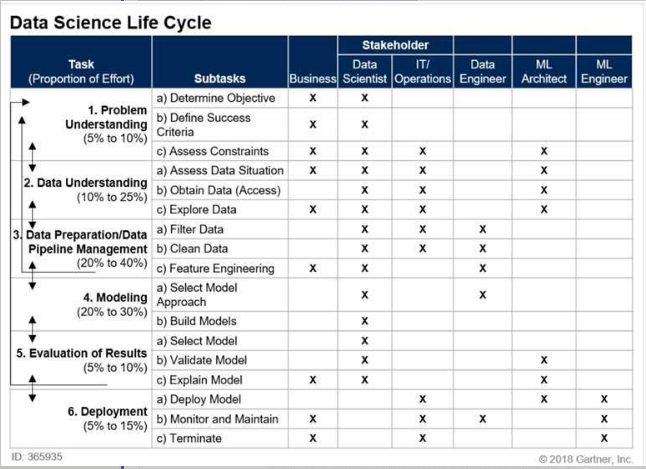 Data Science Life Cycle
Stakeholder
Task
(Proportion of Effort)
Subtasks
Business
Data
Scientist
IT/
Operations
Data
Engineer
ML
Architect
ML
Engineer
1. Problem
Understanding
(5% to 10%)
a) Determine Objective X X
b) Define Success
Criteria X X
c) Assess Constraints X X X X
2. Data Understanding
(10% to 25%)
a) Assess Data Situation X X X X
b) Obtain Data (Access) X X X
c) Explore Data X X X X
3. Data Preparation/Data
Pipeline Management
(20% to 40%)
a) Filter Data X X X
b) Clean Data X X X
c) Feature Engineering X X X
4. Modeling
(20% to 30%)
a) Select Model
Approach X X
b) Build Models X
5. Evaluation of Results
(5% to 10%)
a) Select Model X
b) Validate Model X X
c) Explain Model X X X
6. Deployment
(5% to 15%)
a) Deploy Model X X X
b) Monitor and Maintain X X X X
c) Terminate X X X
ID: 365935
© 2018 Gartner, Inc.